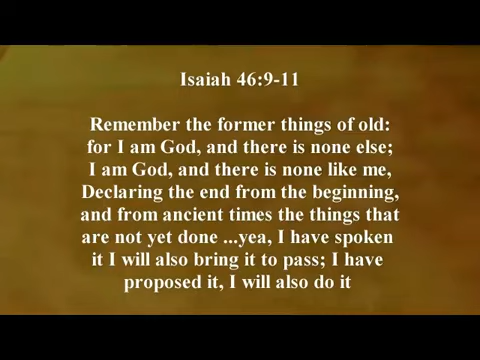 Isaiah 46:9-11
Remember the former things of old:
for I am God, and there is none else;
I am God, and there is none like me,
Declaring the end from the beginning,
and from ancient times the things that
are not yet done ...yea, I have spoken
it I will also bring it to pass; I have
proposed it, I will also do it